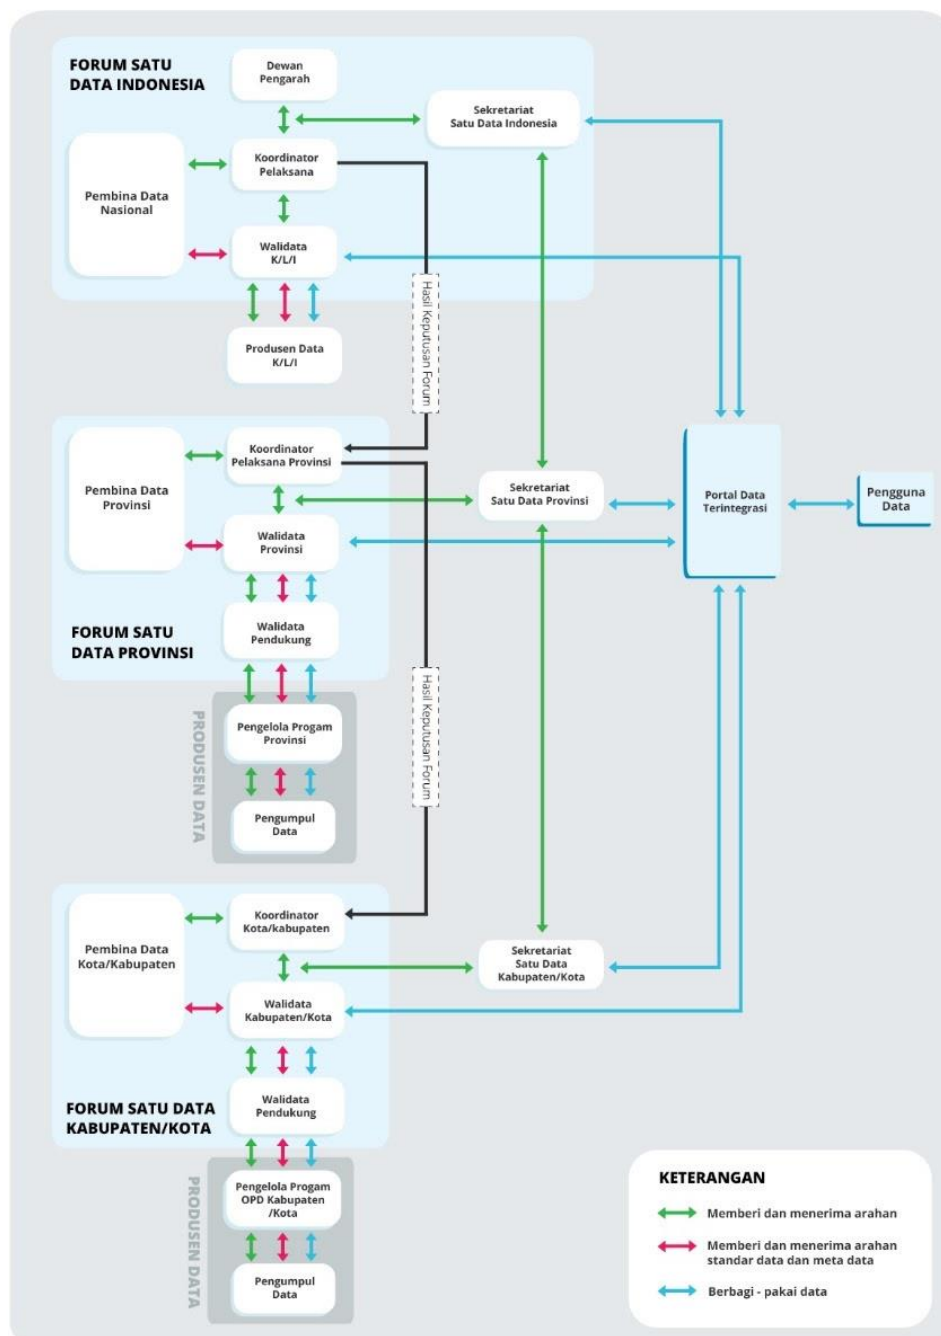 FORUM SATU
DATA INDONESIA
Dewan
Pengarah
Sekretariat
Satu Data Indonesia
Koordinator
Pelaksana
Pembina Data
Nasional
Walidata
K/L/I
Hasil Keputusan Forum
Produsen Data
K/L/I
Koordinator
Pelaksana Provinsi
Pembina Data
Provinsi
Sekretariat
Satu Data Provinsi
Portal Data
Terintegrasi
Pengguna
Data
Walidata
Provinsi
Walidata
Pendukung
FORUM SATU
DATA PROVINSI
Hasil Keputusan Forum
PRODUSEN DATA
Pengelola Progam
Provinsi
Pengumpul
Data
Koordinator
Kota/kabupaten
Pembina Data
Kota/Kabupaten
Sekretariat
Satu Data
Kabupaten/Kota
Walidata
Kabupaten/Kota
Walidata
Pendukung
FORUM SATU DATA
KABUPATEN/KOTA
PRODUSEN DATA
Pengelola Progam
OPD Kabupaten
/Kota
Pengumpul
Data
KETERANGAN
Memberi dan menerima arahan
Memberi dan menerima arahan
standar data dan meta data
Berbagi - pakai data